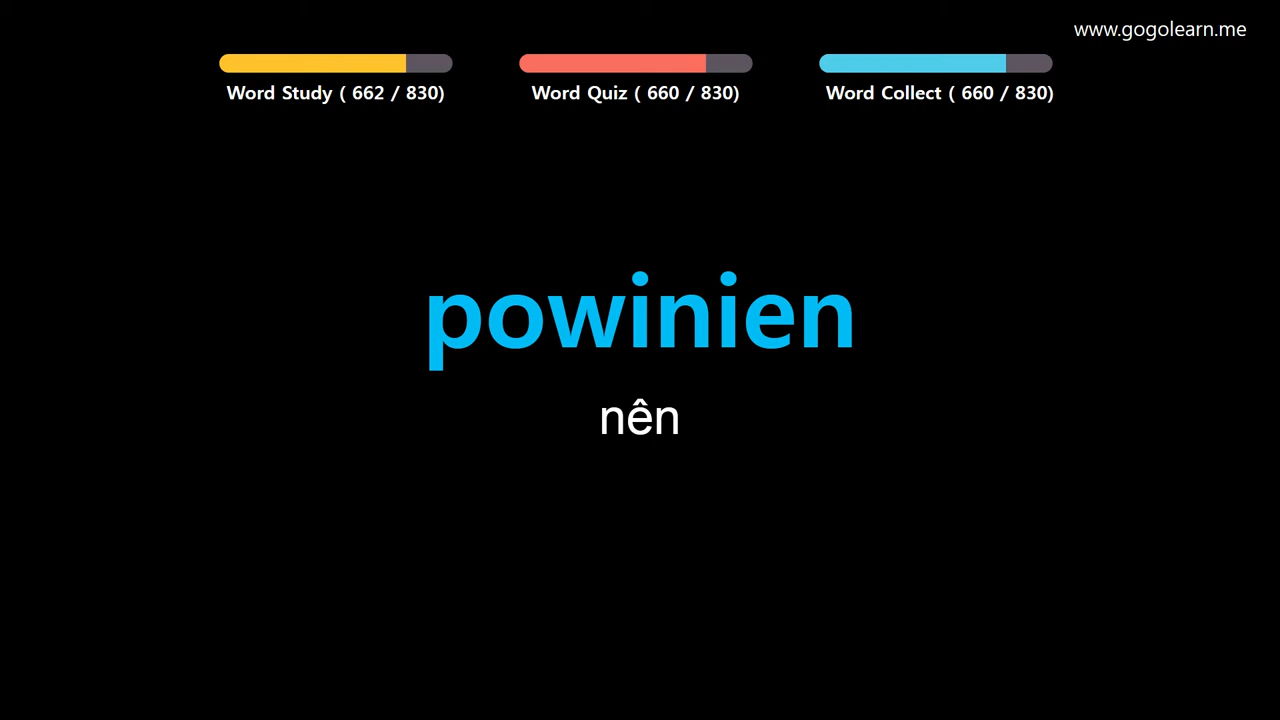 www.gogolearn.me
Word Study ( 662 / 830)
Word Quiz ( 660 / 830)
Word Collect ( 660 / 830)
powinien
nên